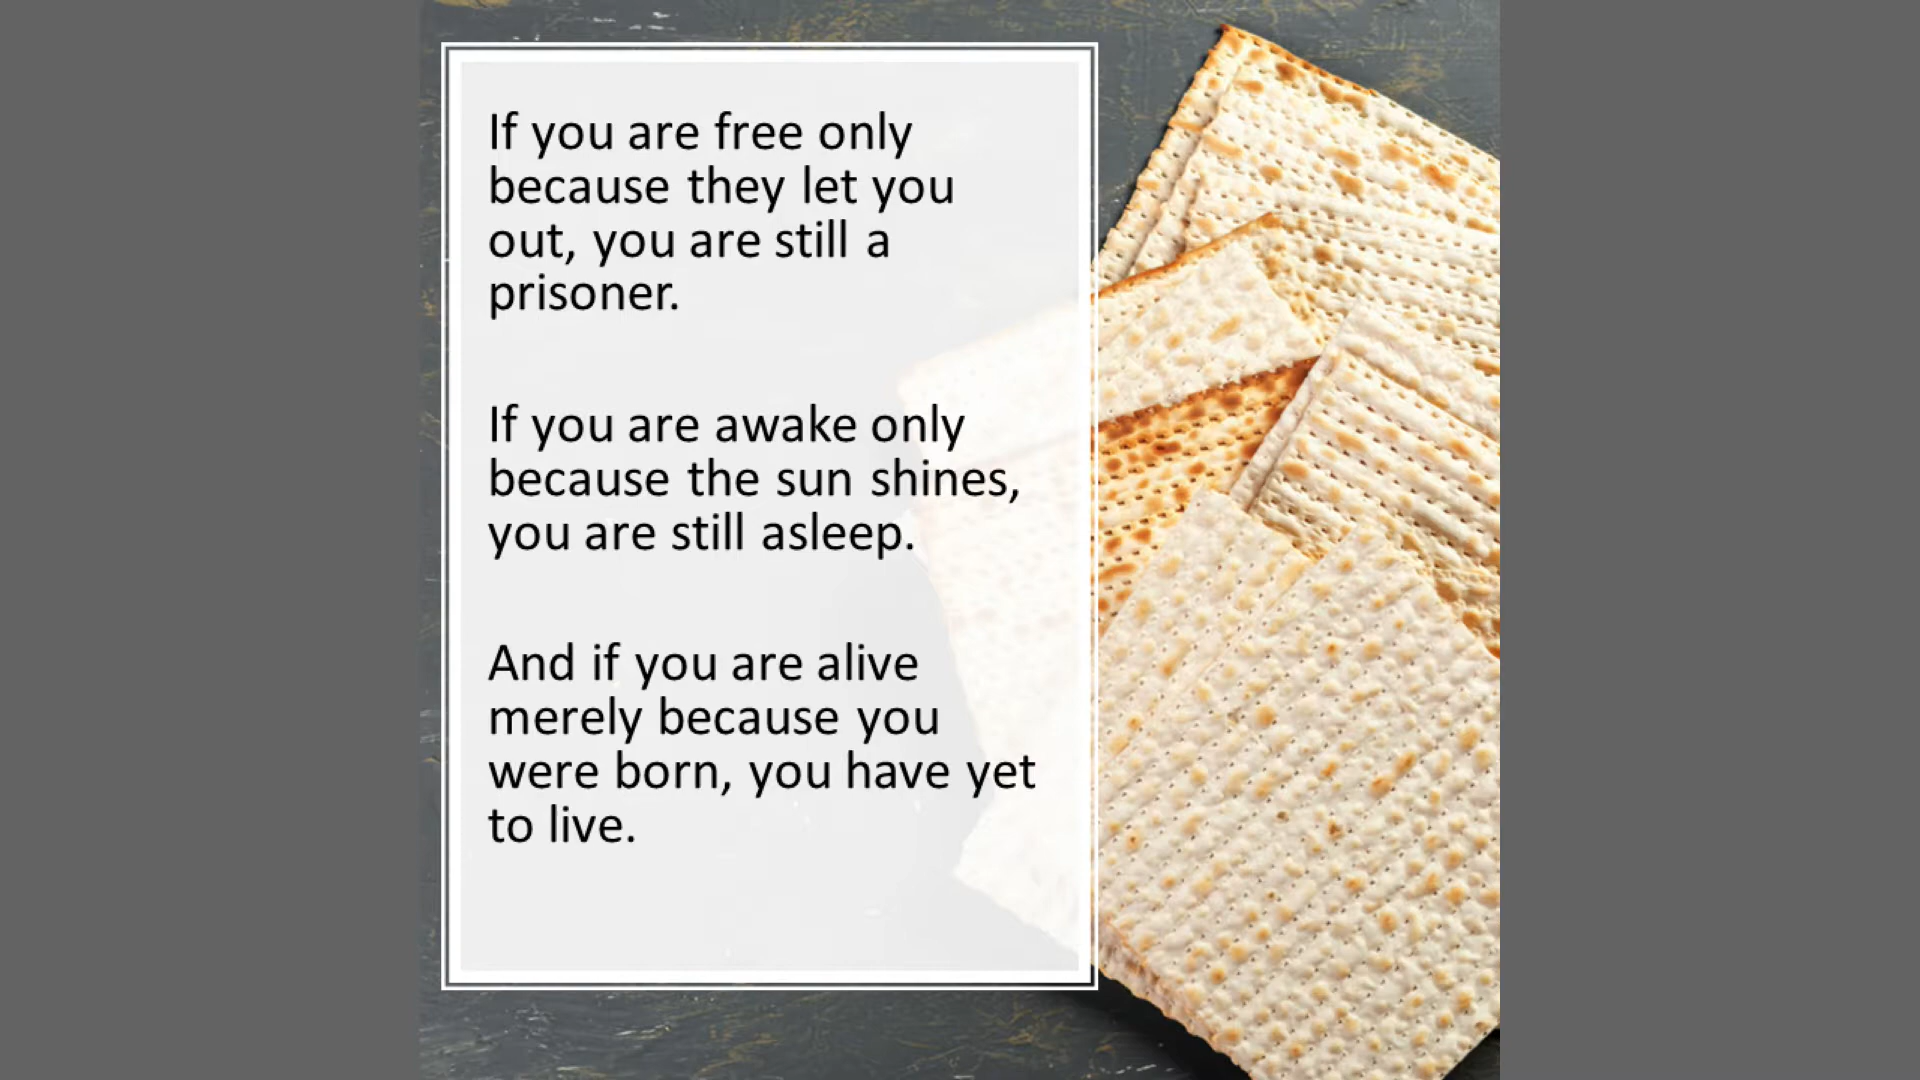 If you are free only
because they let you
out, you are still a
prisoner.
If you are awake only
because the sun shines,
you are still asleep.
And if you are alive
merely because you
were born, you have yet
to live.